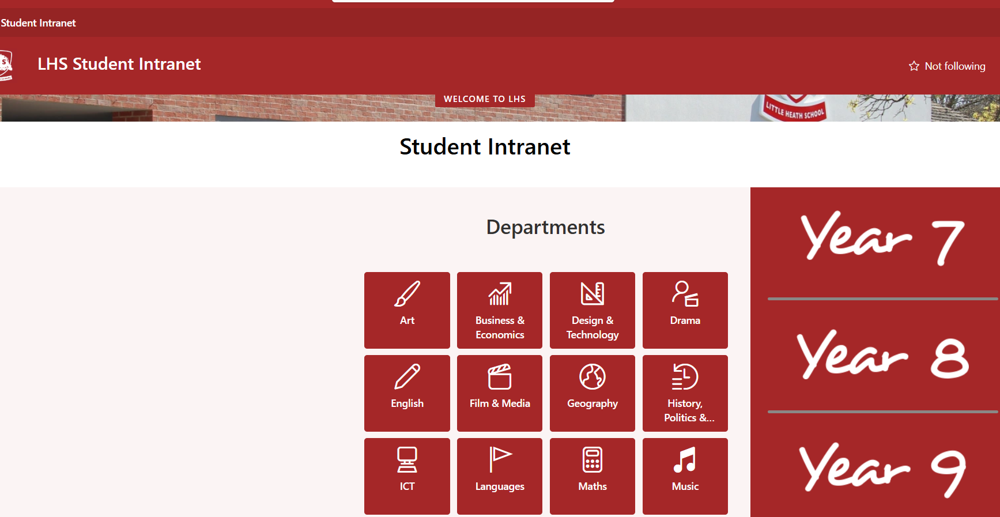 Student Intranet
LHS Student Intranet
Not following
WELCOME TO LHS
LITTLE HEATH SCHOOL
Student Intranet
Departments
Art
Business &
Economics
Design &
Technology
Drama
English
Film & Media
Geography
History,
Politics &...
ICT
Languages
Maths
Music
Year 7
Year 8
Year 9